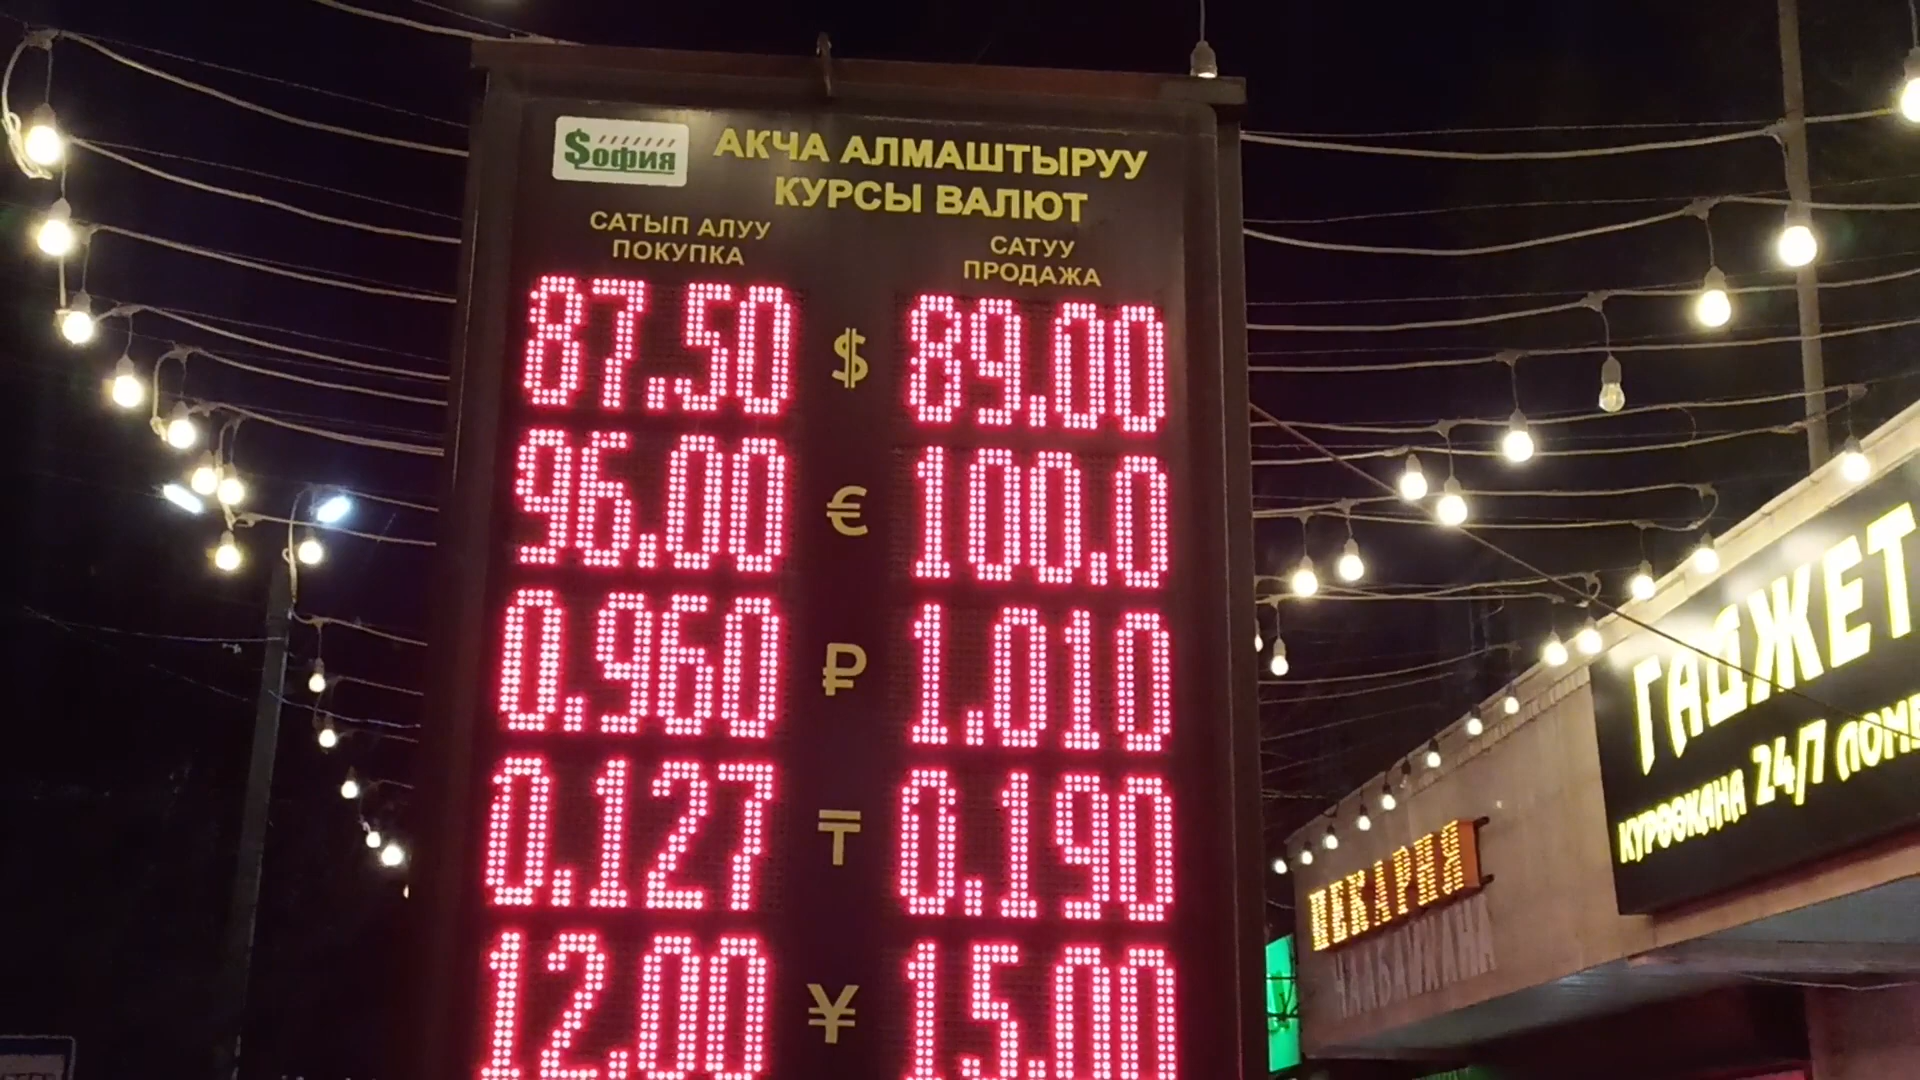 $офия
АКЧА АЛМАШТЫРУУ
КУРСЫ ВАЛЮТ
САТЫП АЛУУ
ПОКУПКА
САТУУ
ПРОДАЖА
87.50 $ 89.00
96.00 € 100.0
0.960 ₽ 1.010
0.127 ₸ 0.190
12.00 ¥ 15.00
ГАДЖЕТ
24/7
ПЕКАРНЯ